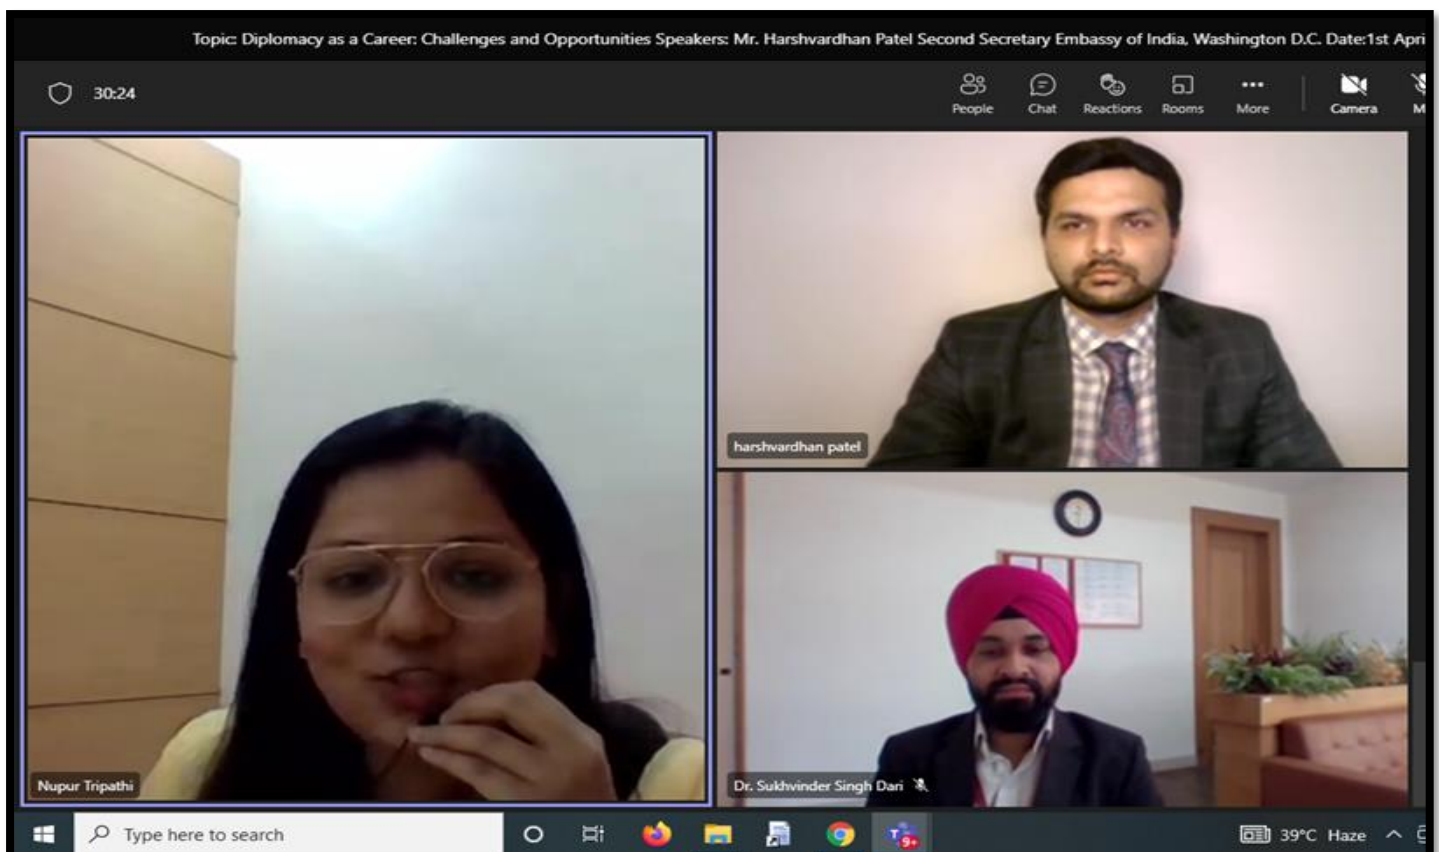 Topic: Diplomacy as a Career: Challenges and Opportunities Speakers: Mr. Harshvardhan Patel Second Secretary Embassy of India, Washington D.C. Date:1st Apri
30:24
People Chat Reactions Rooms More Camera M
harshvardhan patel
Nupur Tripathi
Dr. Sukhvinder Singh Dari
Type here to search
T 9+
39°C Haze